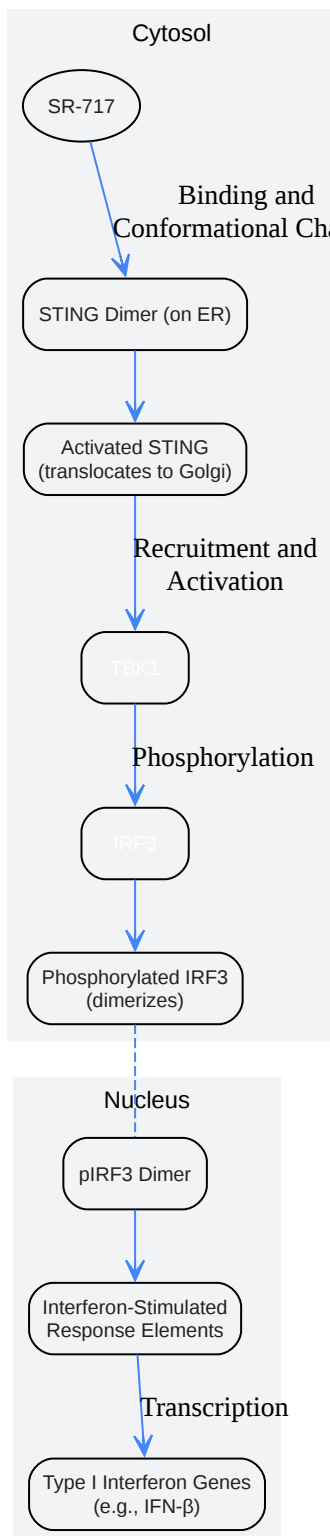 Cytosol
SR-717
Binding and
Conformational Cha
STING Dimer (on ER)
Activated STING
(translocates to Golgi)
Recruitment and
Activation
TBK1
Phosphorylation
IRF3
Phosphorylated IRF3
(dimerizes)
Nucleus
pIRF3 Dimer
Interferon-Stimulated
Response Elements
Transcription
Type I Interferon Genes
(e.g., IFN-β)